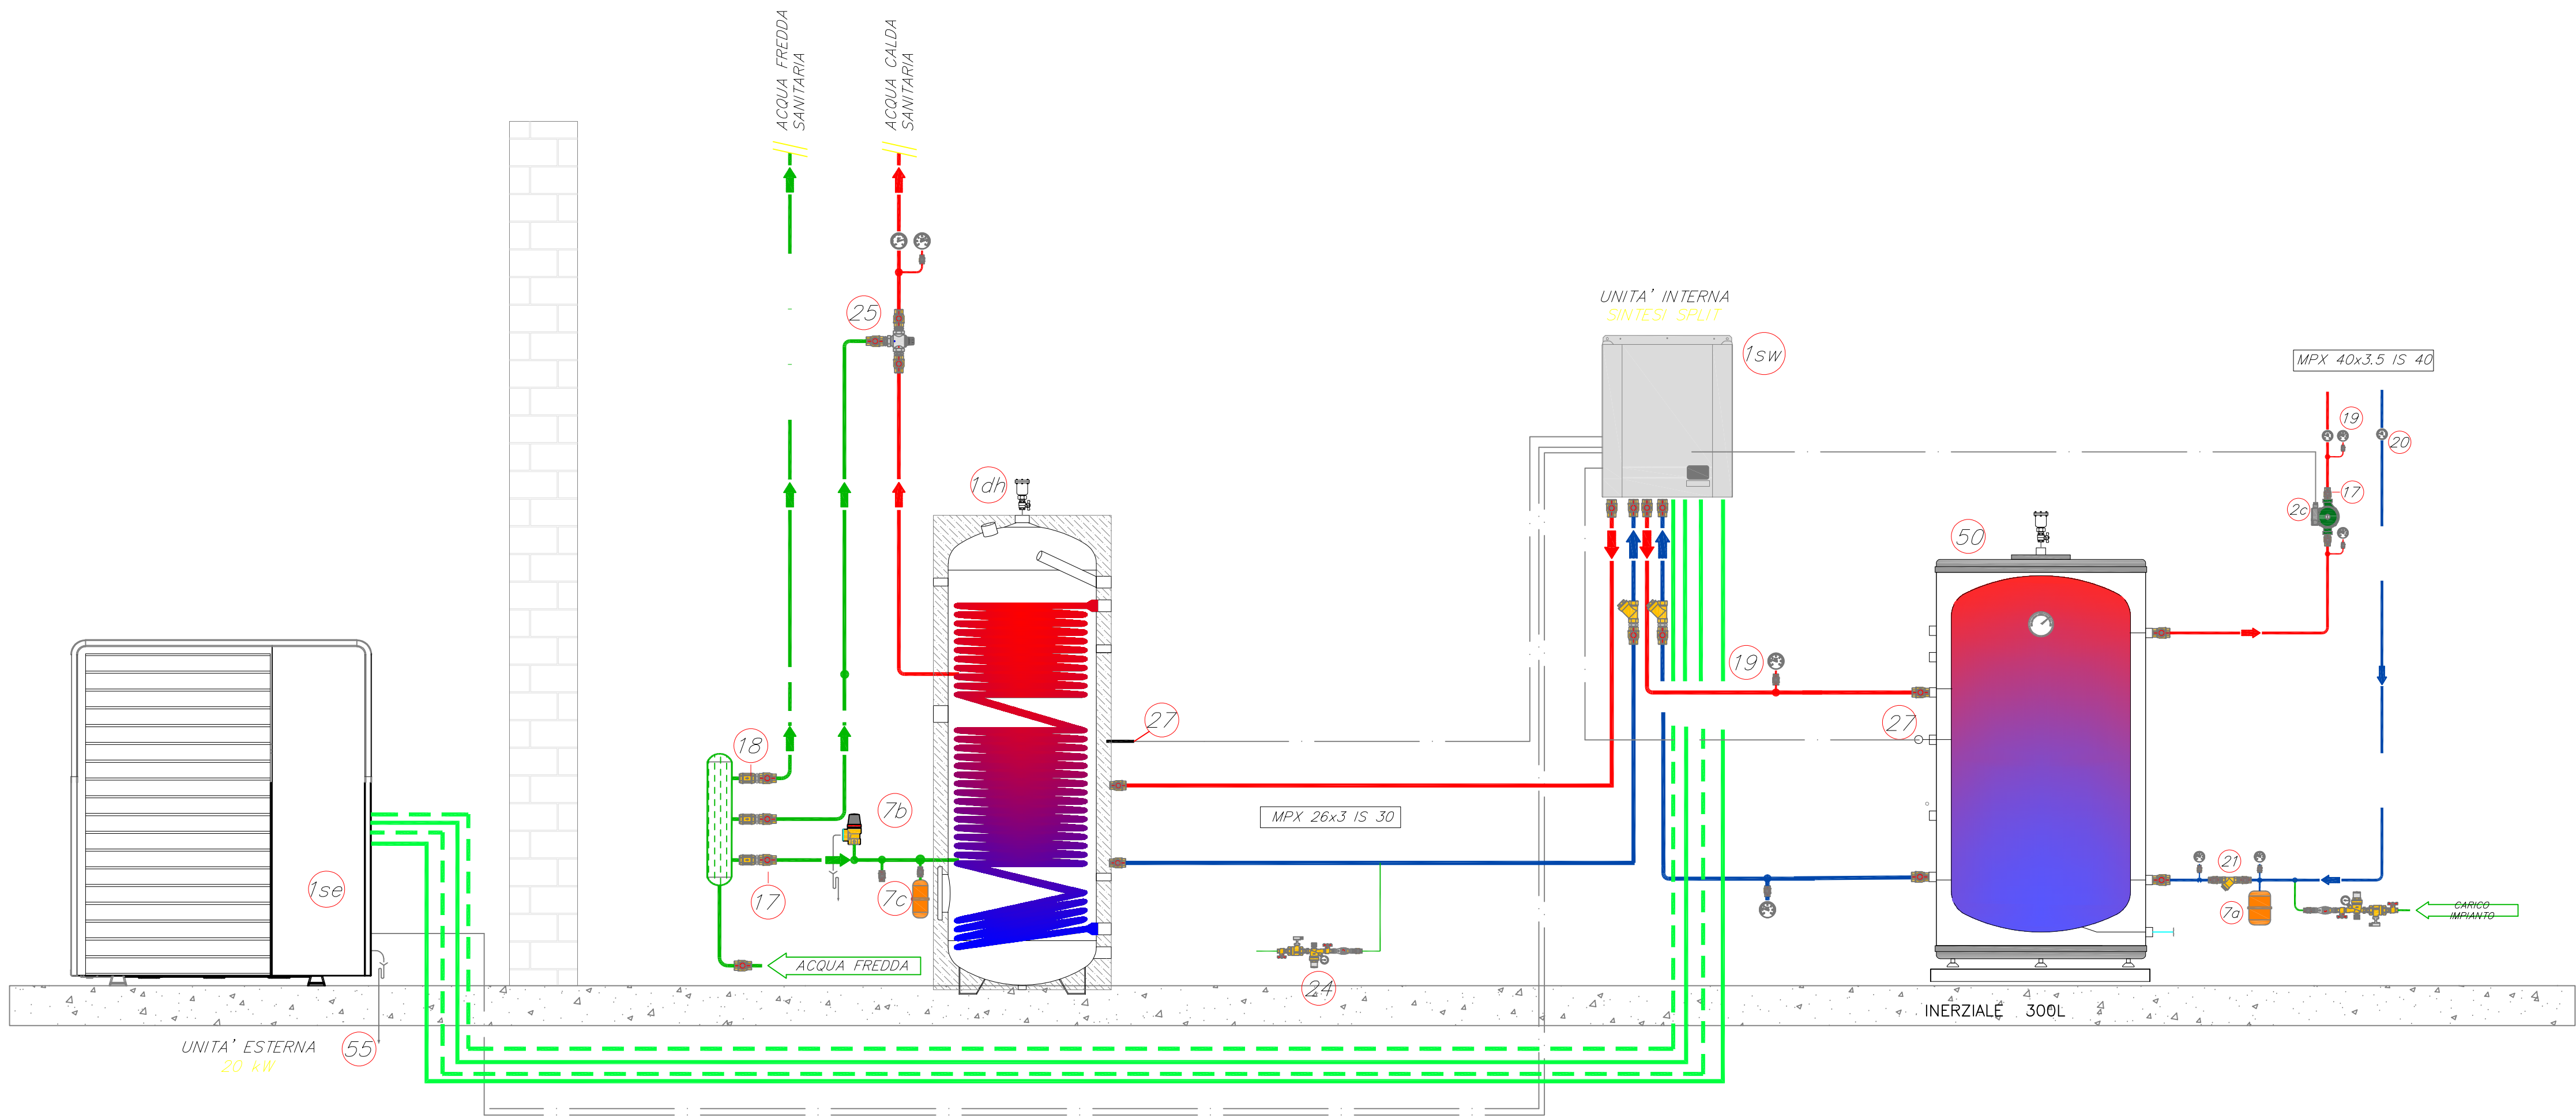 ACQUA FREDDA
SANITARIA
ACQUA CALDA
SANITARIA
25
UNITA' INTERNA
SINTESI SPLIT
1sw
MPX 40x3.5 IS 40
19
20
17
2c
1dh
50
18
27
19
27
7b
MPX 26x3 IS 30
1se
17
7c
21
7a
CARICO
IMPIANTO
ACQUA FREDDA
24
INERZIALE 300L
UNITA' ESTERNA
20 kW
55